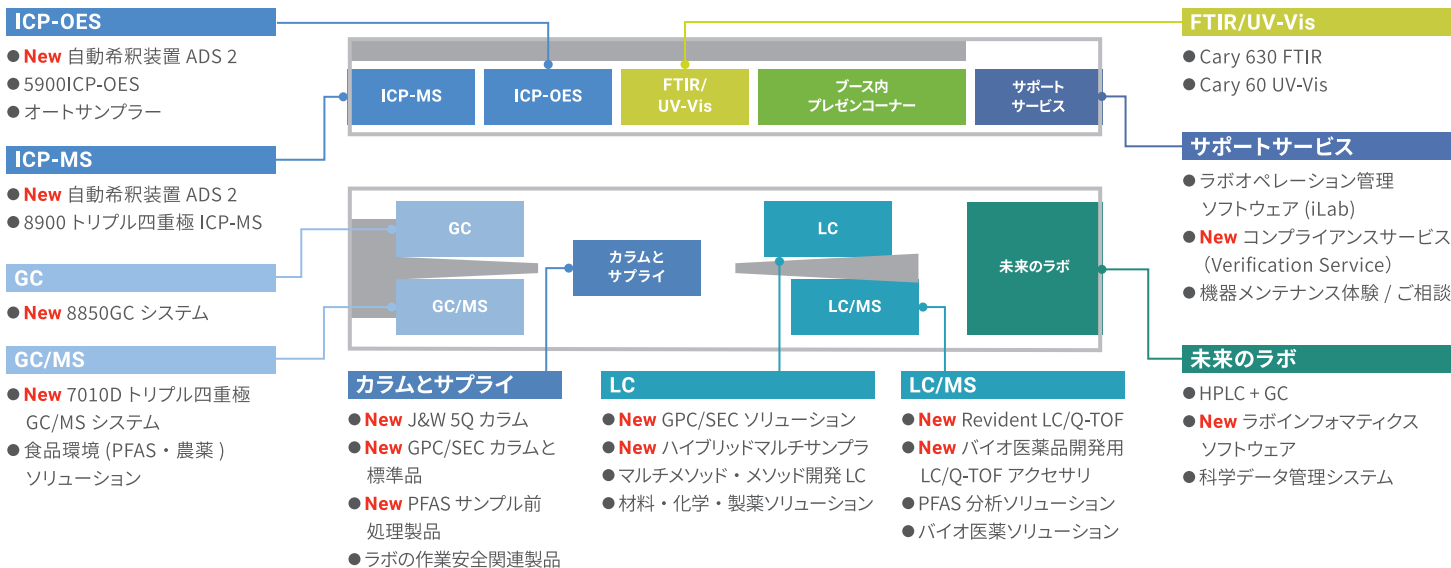 ICP-OES
● New 自動希釈装置 ADS 2
● 5900ICP-OES
● オートサンプラー
ICP-MS
● New 自動希釈装置 ADS 2
● 8900 トリプル四重極 ICP-MS
GC
● New 8850GC システム
GC/MS
● New 7010D トリプル四重極
GC/MS システム
● 食品環境 (PFAS・農薬 )
ソリューション
ICP-MS
ICP-OES
FTIR/
UV-Vis
ブース内
プレゼンコーナー
サポート
サービス
GC
GC/MS
カラムと
サプライ
LC
LC/MS
未来のラボ
カラムとサプライ
● New J&W 5Q カラム
● New GPC/SEC カラムと
標準品
● New PFAS サンプル前
処理製品
● ラボの作業安全関連製品
LC
● New GPC/SEC ソリューション
● New ハイブリッドマルチサンプラ
● マルチメソッド・メソッド開発 LC
● 材料・化学・製薬ソリューション
LC/MS
● New Revident LC/Q-TOF
● New バイオ医薬品開発用
LC/Q-TOF アクセサリ
● PFAS 分析ソリューション
● バイオ医薬ソリューション
FTIR/UV-Vis
● Cary 630 FTIR
● Cary 60 UV-Vis
サポートサービス
● ラボオペレーション管理
ソフトウェア (iLab)
● New コンプライアンスサービス
（Verification Service）
● 機器メンテナンス体験 / ご相談
未来のラボ
● HPLC + GC
● New ラボインフォマティクス
ソフトウェア
● 科学データ管理システム